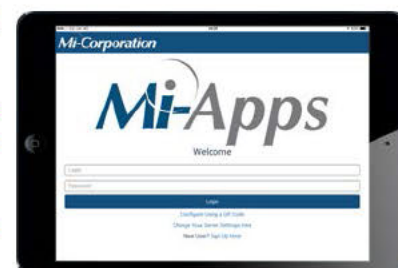 Mi-Corporation
Mi-Apps
Welcome
Login
Password
Login
Configure Using a QR Code
Change Your Server Settings Here
New User? Sign Up Here